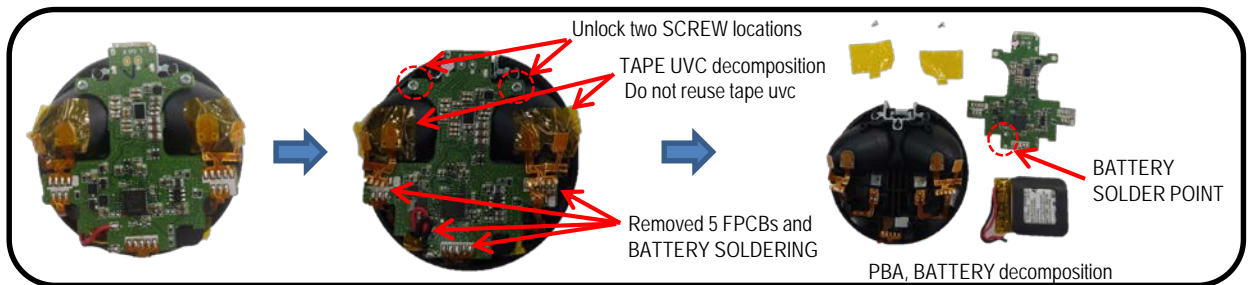 Unlock two SCREW locations
TAPE UVC decomposition
Do not reuse tape uvc
BATTERY
SOLDER POINT
Removed 5 FPCBs and
BATTERY SOLDERING
PBA, BATTERY decomposition